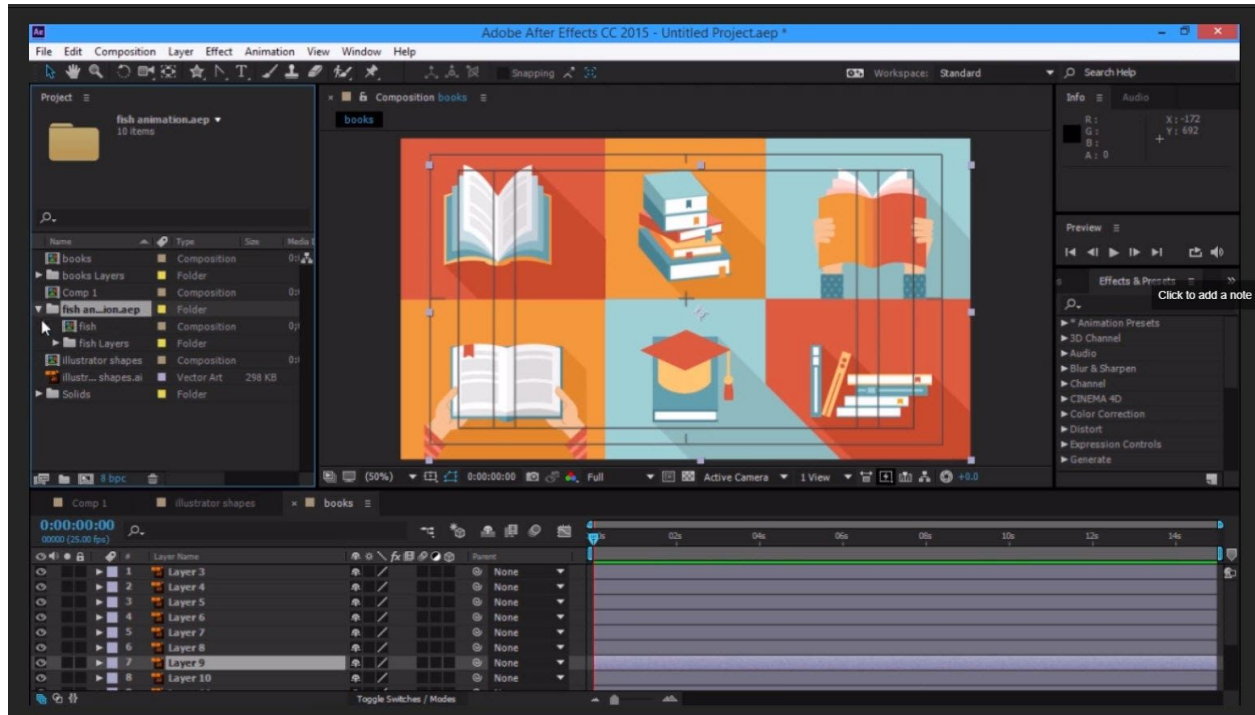 Ae Adobe After Effects CC 2015 - Untitled Project.aep *
File Edit Composition Layer Effect Animation View Window Help
Snapping Workspace: Standard Search Help
Project
fish animation.aep
10 items
Composition books
books
Info Audio
R: X: -172
G: Y: 692
B:
A: 0
Preview
Effects & Presets
Click to add a note
* Animation Presets
3D Channel
Audio
Blur & Sharpen
Channel
CINEMA 4D
Color Correction
Distort
Expression Controls
Generate
Name Type Size Media
books Composition
books Layers Folder
Comp 1 Composition
fish an...ion.aep Folder
fish Composition
fish Layers Folder
illustrator shapes Composition
illustr... shapes.ai Vector Art 298 KB
Solids Folder
8 bpc
(50%) 0:00:00:00 Full Active Camera 1 View +0.0
Comp 1 illustrator shapes books
0:00:00:00
00000 (25.00 fps)
02s 04s 06s 08s 10s 12s 14s
# Layer Name Parent
1 Layer 3 None
2 Layer 4 None
3 Layer 5 None
4 Layer 6 None
5 Layer 7 None
6 Layer 8 None
7 Layer 9 None
8 Layer 10 None
Toggle Switches / Modes